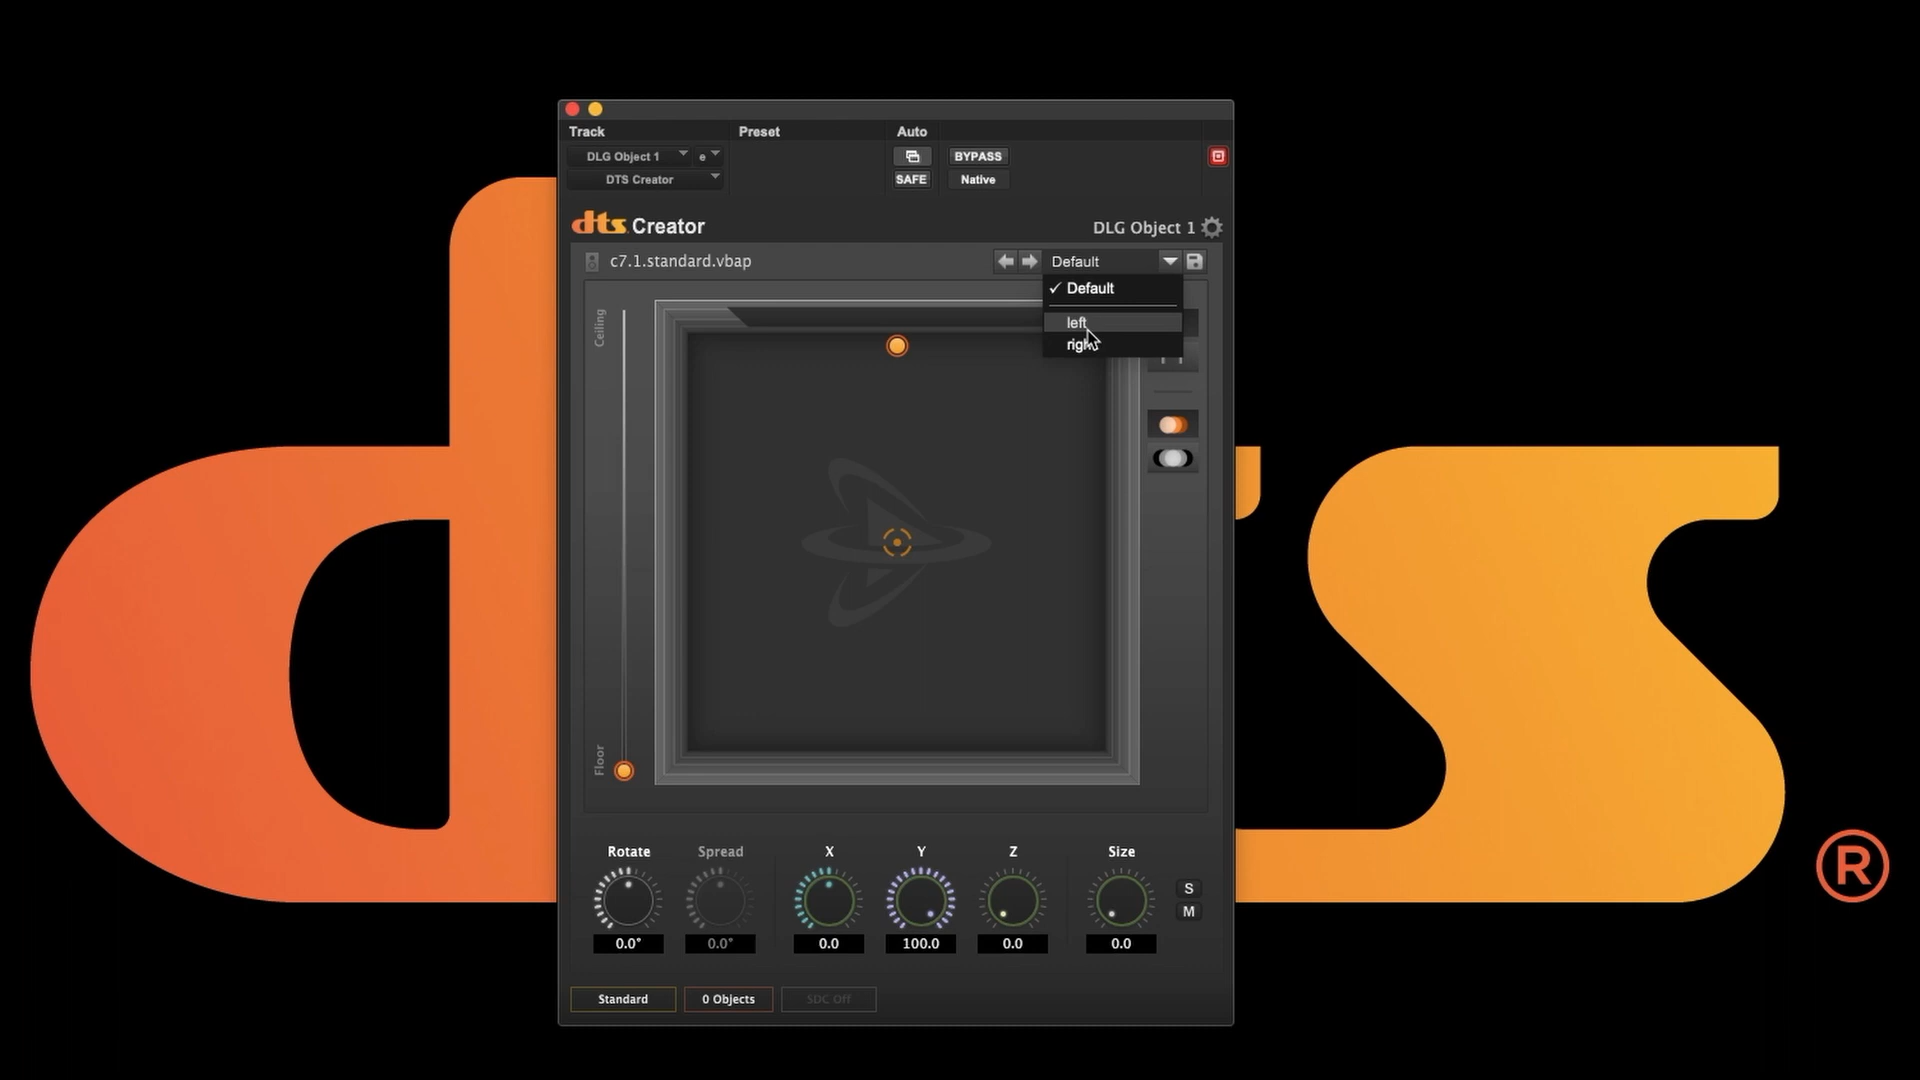 Track
Preset
Auto
DLG Object 1
e
BYPASS
DTS Creator
SAFE
Native
dts Creator
DLG Object 1
c7.1.standard.vbap
Default
✓ Default
left
right
Ceiling
Floor
Rotate
Spread
X
Y
Z
Size
S
M
0.0°
0.0°
0.0
100.0
0.0
0.0
Standard
0 Objects
SDC Off
dts
®